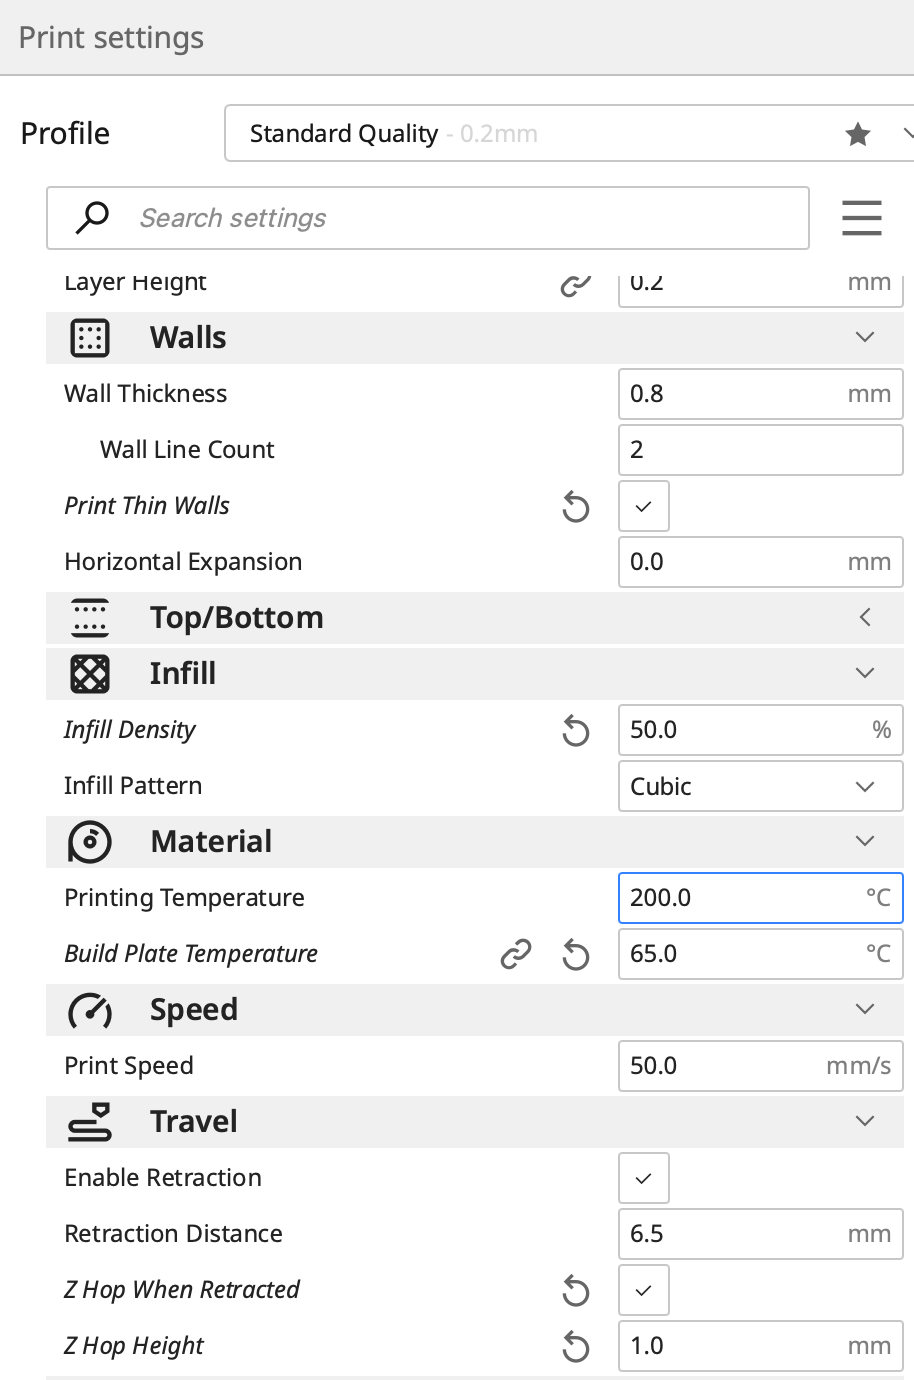 Print settings
Profile
Standard Quality - 0.2mm
Search settings
Layer Height 0.2 mm
Walls
Wall Thickness 0.8 mm
Wall Line Count 2
Print Thin Walls
Horizontal Expansion 0.0 mm
Top/Bottom
Infill
Infill Density 50.0 %
Infill Pattern Cubic
Material
Printing Temperature 200.0 °C
Build Plate Temperature 65.0 °C
Speed
Print Speed 50.0 mm/s
Travel
Enable Retraction
Retraction Distance 6.5 mm
Z Hop When Retracted
Z Hop Height 1.0 mm